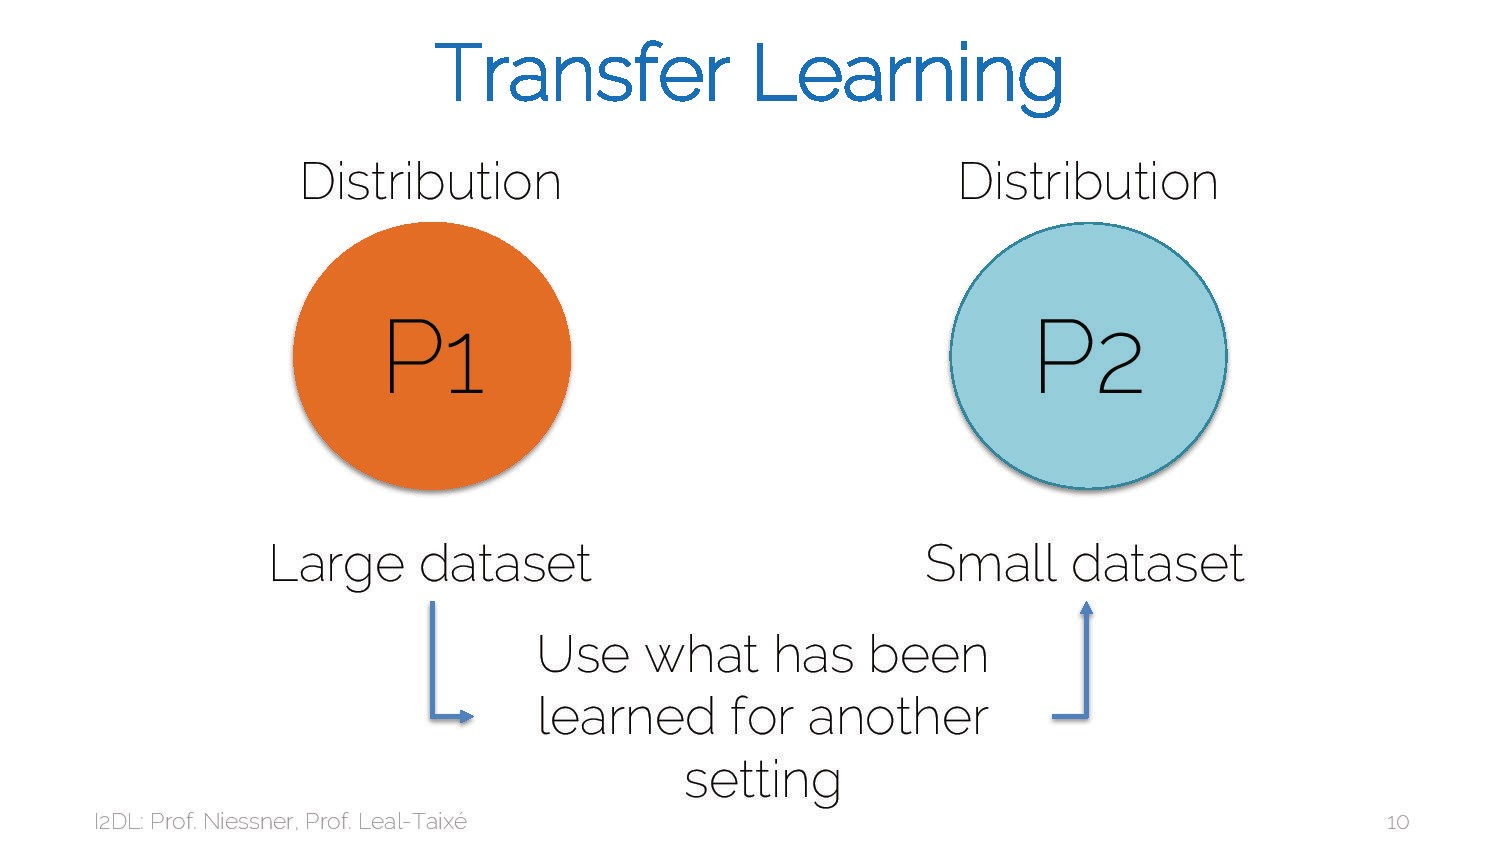 Transfer Learning
Distribution
Distribution
P1
P2
Large dataset
Small dataset
Use what has been
learned for another
setting
I2DL: Prof. Niessner, Prof. Leal-Taixé
10